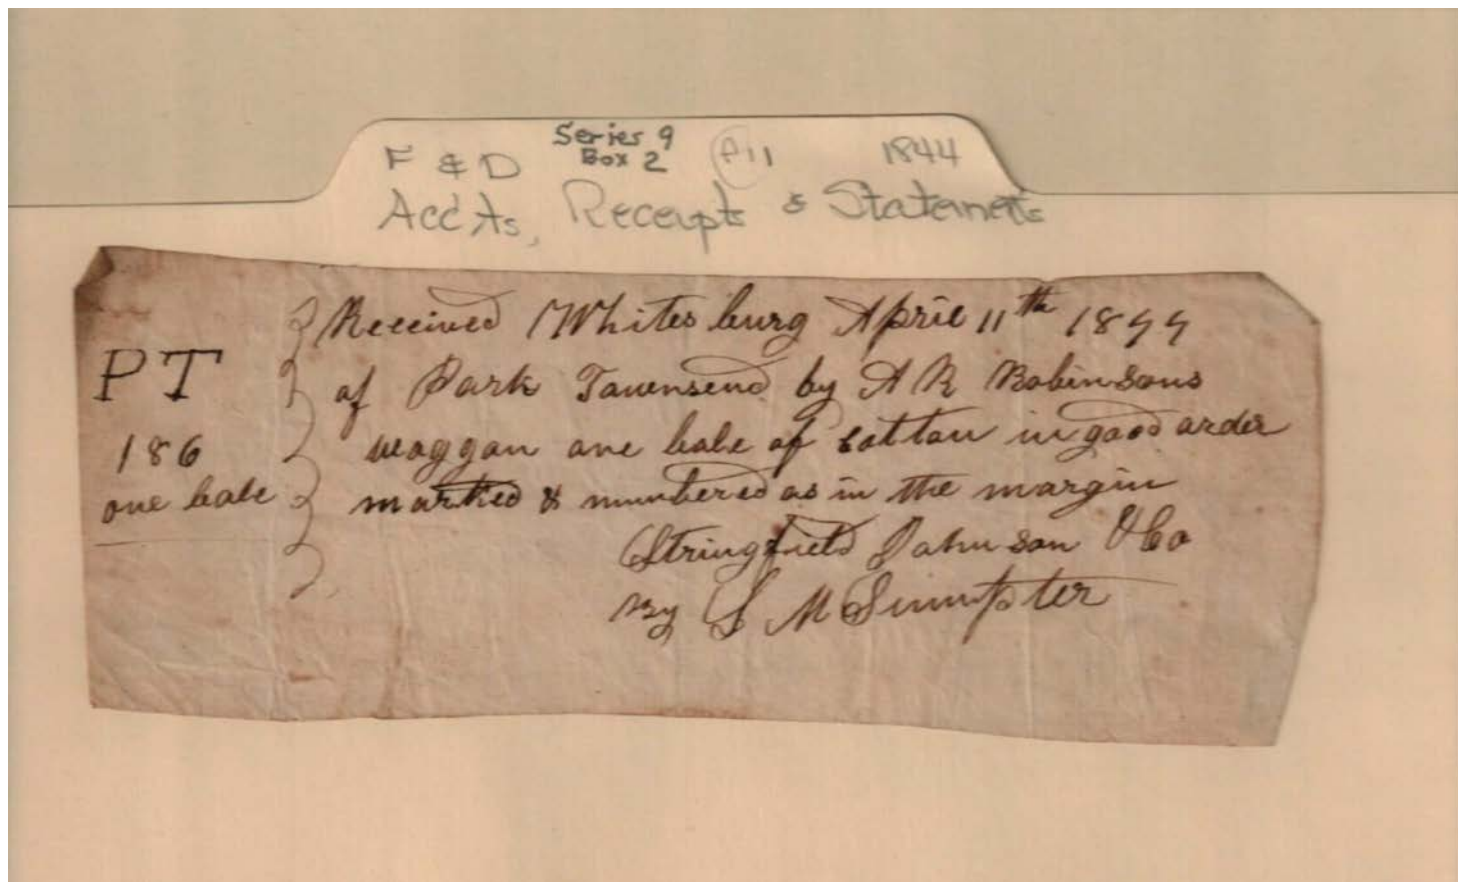 Series 9
F & D Box 2 1844
Acc'ts, Receipts & Statements
Received Whitesburg April 11th 1844
PT
of Park Townsend by A R Robinsons
186
waggon one bale of cotton in good order
one bale
marked & numbered as in the margin
Stringfield Johnson & Co
By S M Sumpter